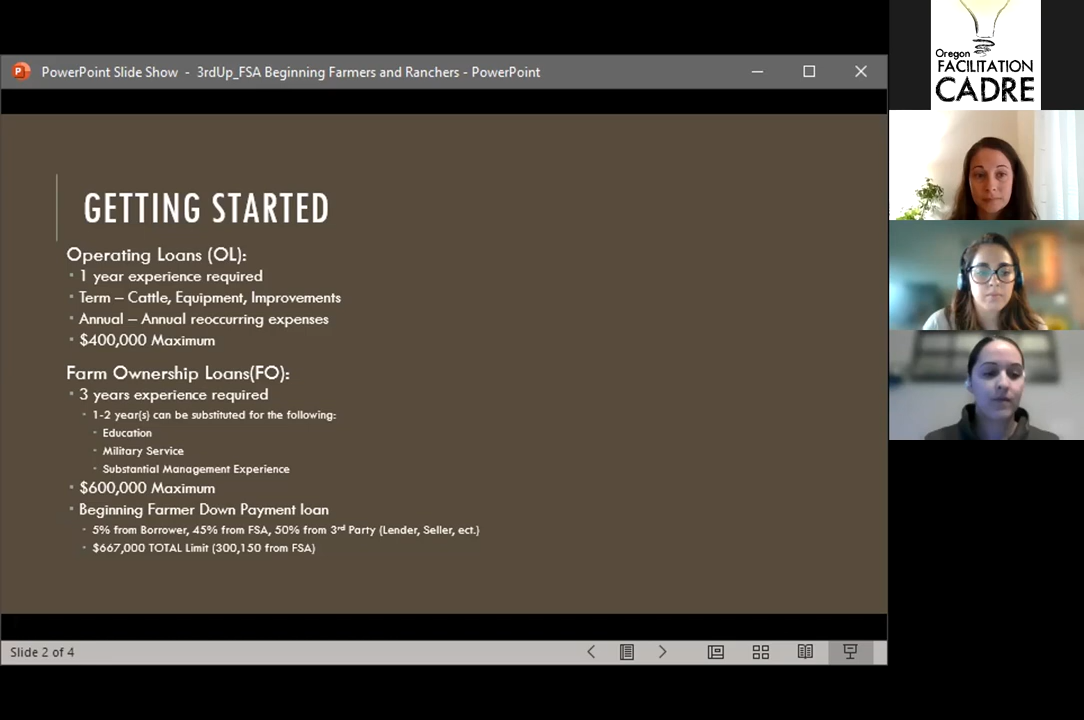 PowerPoint Slide Show - 3rdUp_FSA Beginning Farmers and Ranchers - PowerPoint
Oregon
FACILITATION
CADRE
GETTING STARTED
Operating Loans (OL):
1 year experience required
Term – Cattle, Equipment, Improvements
Annual – Annual reoccurring expenses
$400,000 Maximum
Farm Ownership Loans(FO):
3 years experience required
1-2 year(s) can be substituted for the following:
Education
Military Service
Substantial Management Experience
$600,000 Maximum
Beginning Farmer Down Payment loan
5% from Borrower, 45% from FSA, 50% from 3rd Party (Lender, Seller, ect.)
$667,000 TOTAL Limit (300,150 from FSA)
Slide 2 of 4